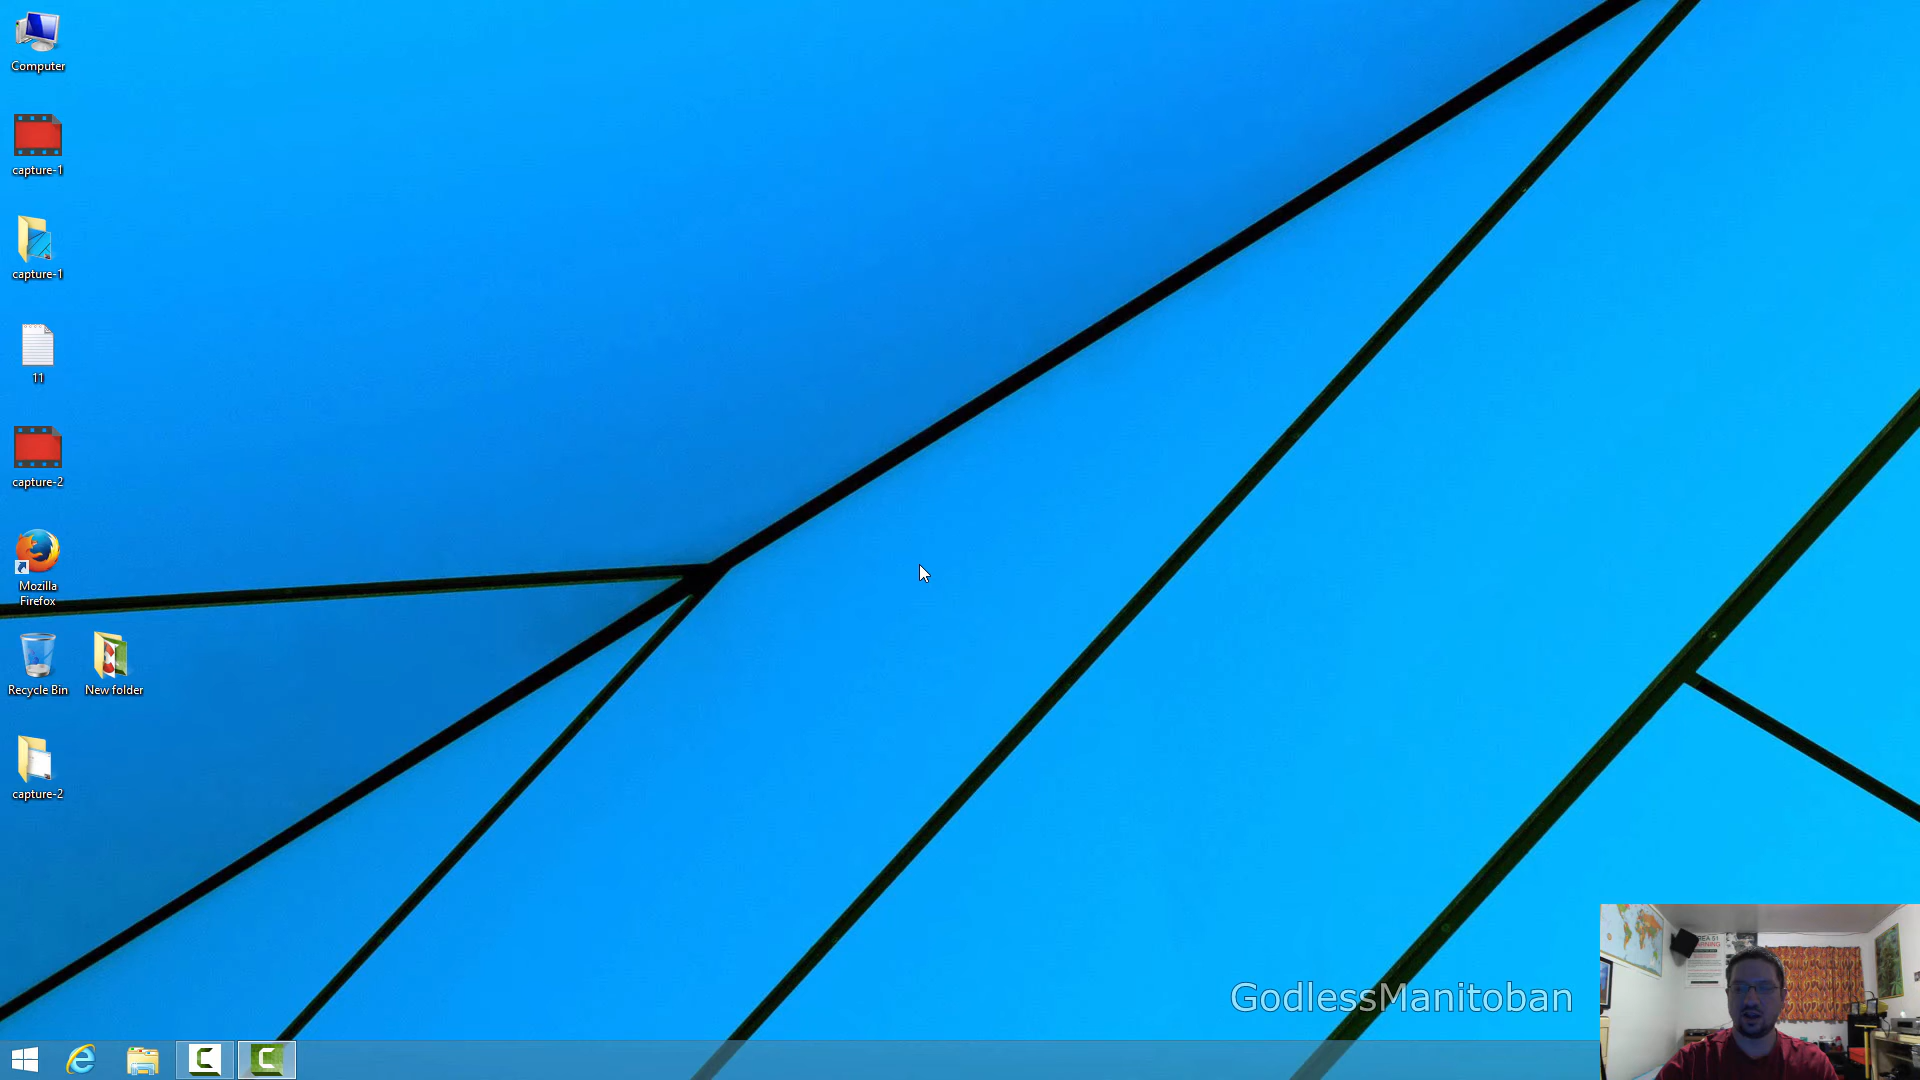 Computer
capture-1
capture-1
11
capture-2
Mozilla
Firefox
Recycle Bin
New folder
capture-2
GodlessManitoban